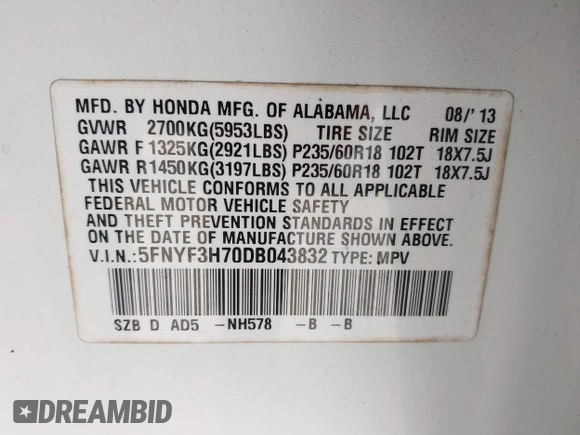 MFD. BY HONDA MFG. OF ALABAMA, LLC 08/'13
GVWR 2700KG(5953LBS) TIRE SIZE RIM SIZE
GAWR F 1325KG(2921LBS) P235/60R18 102T 18X7.5J
GAWR R 1450KG(3197LBS) P235/60R18 102T 18X7.5J
THIS VEHICLE CONFORMS TO ALL APPLICABLE
FEDERAL MOTOR VEHICLE SAFETY
AND THEFT PREVENTION STANDARDS IN EFFECT
ON THE DATE OF MANUFACTURE SHOWN ABOVE.
V.I.N.: 5FNYF3H70DB043832 TYPE: MPV
SZB D AD5 -NH578 -B -B
DREAMBID